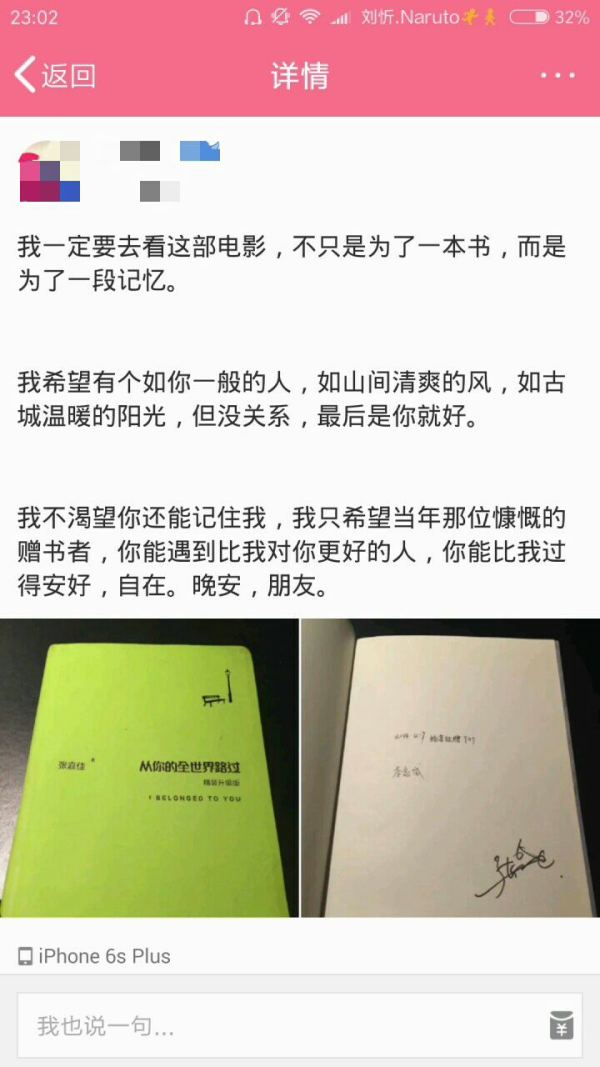 23:02
刘忻.Naruto
32%
返回
详情
我一定要去看这部电影，不只是为了一本书，而是
为了一段记忆。
我希望有个如你一般的人，如山间清爽的风，如古
城温暖的阳光，但没关系，最后是你就好。
我不渴望你还能记住我，我只希望当年那位慷慨的
赠书者，你能遇到比我对你更好的人，你能比我过
得安好，自在。晚安，朋友。
张嘉佳
从你的全世界路过
精装升级版
I BELONGED TO YOU
iPhone 6s Plus
我也说一句...